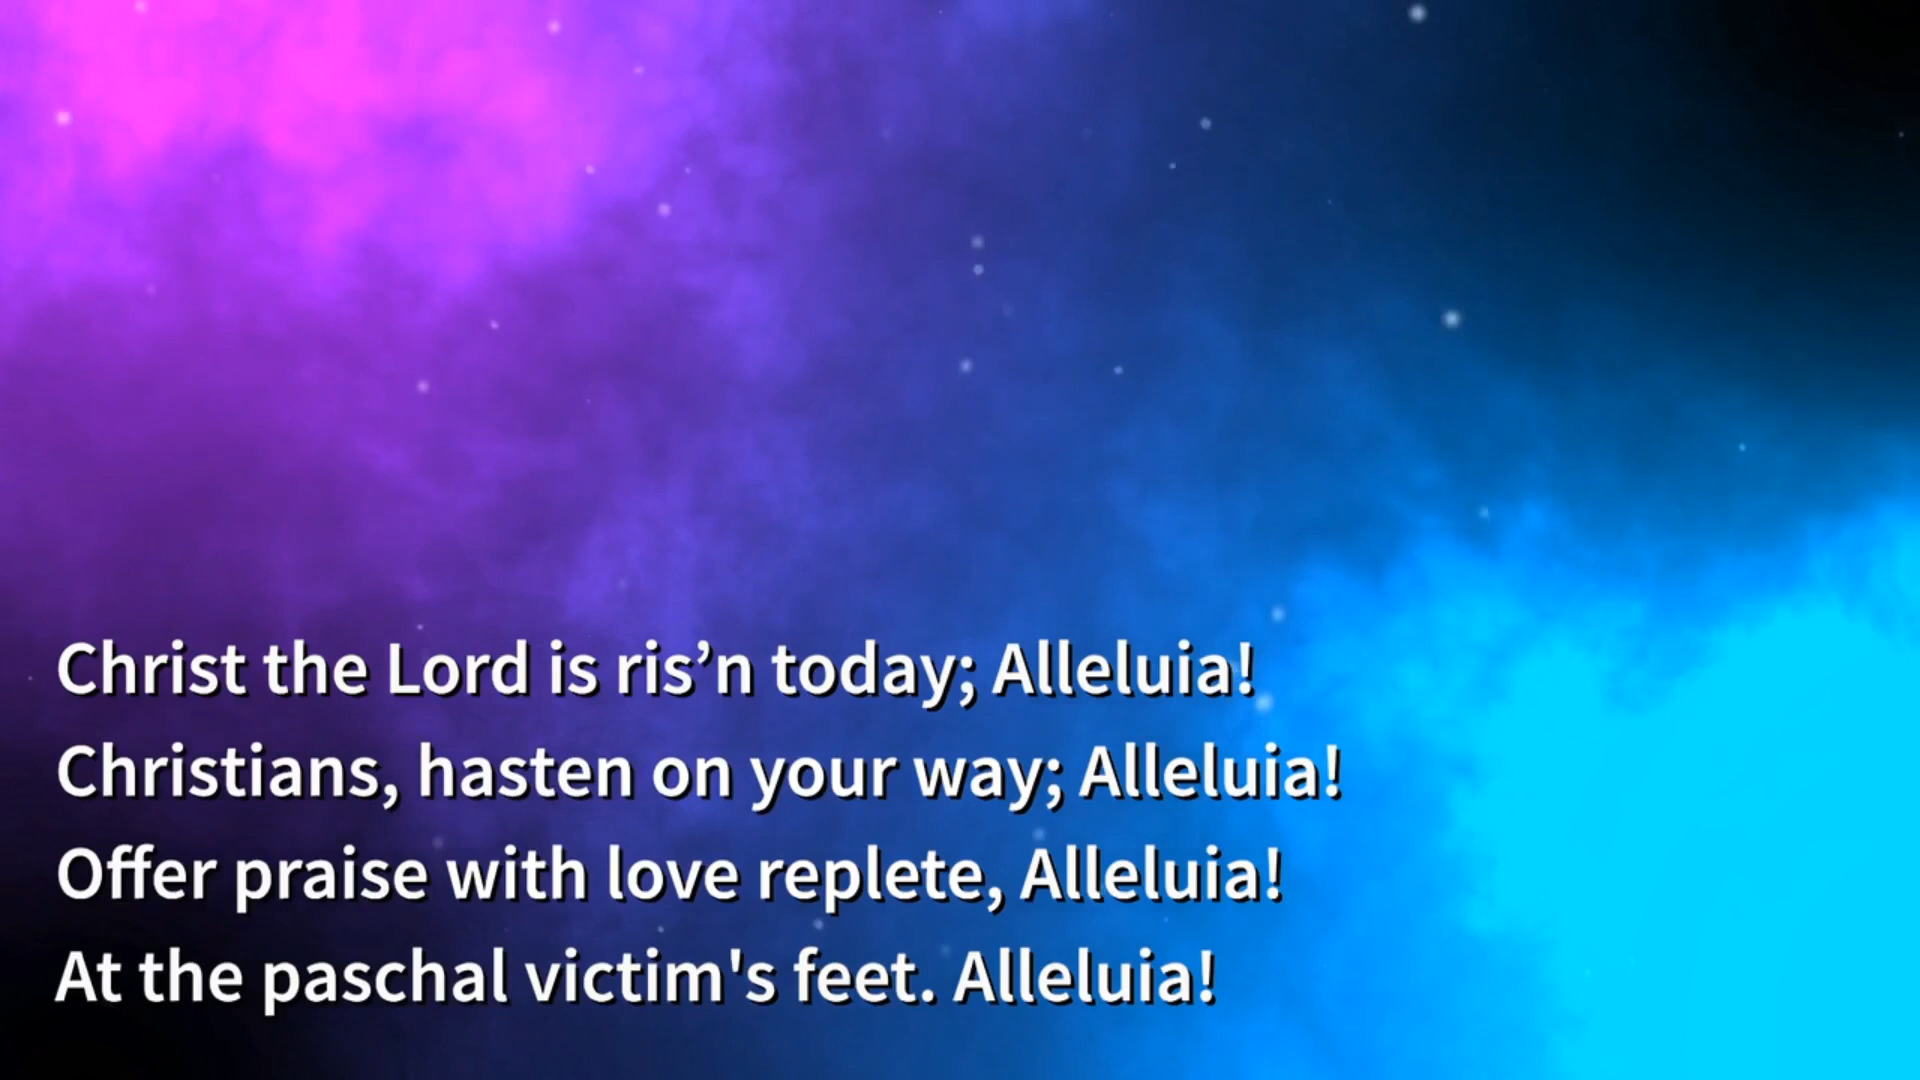 Christ the Lord is ris’n today; Alleluia!
Christians, hasten on your way; Alleluia!
Offer praise with love replete, Alleluia!
At the paschal victim's feet. Alleluia!